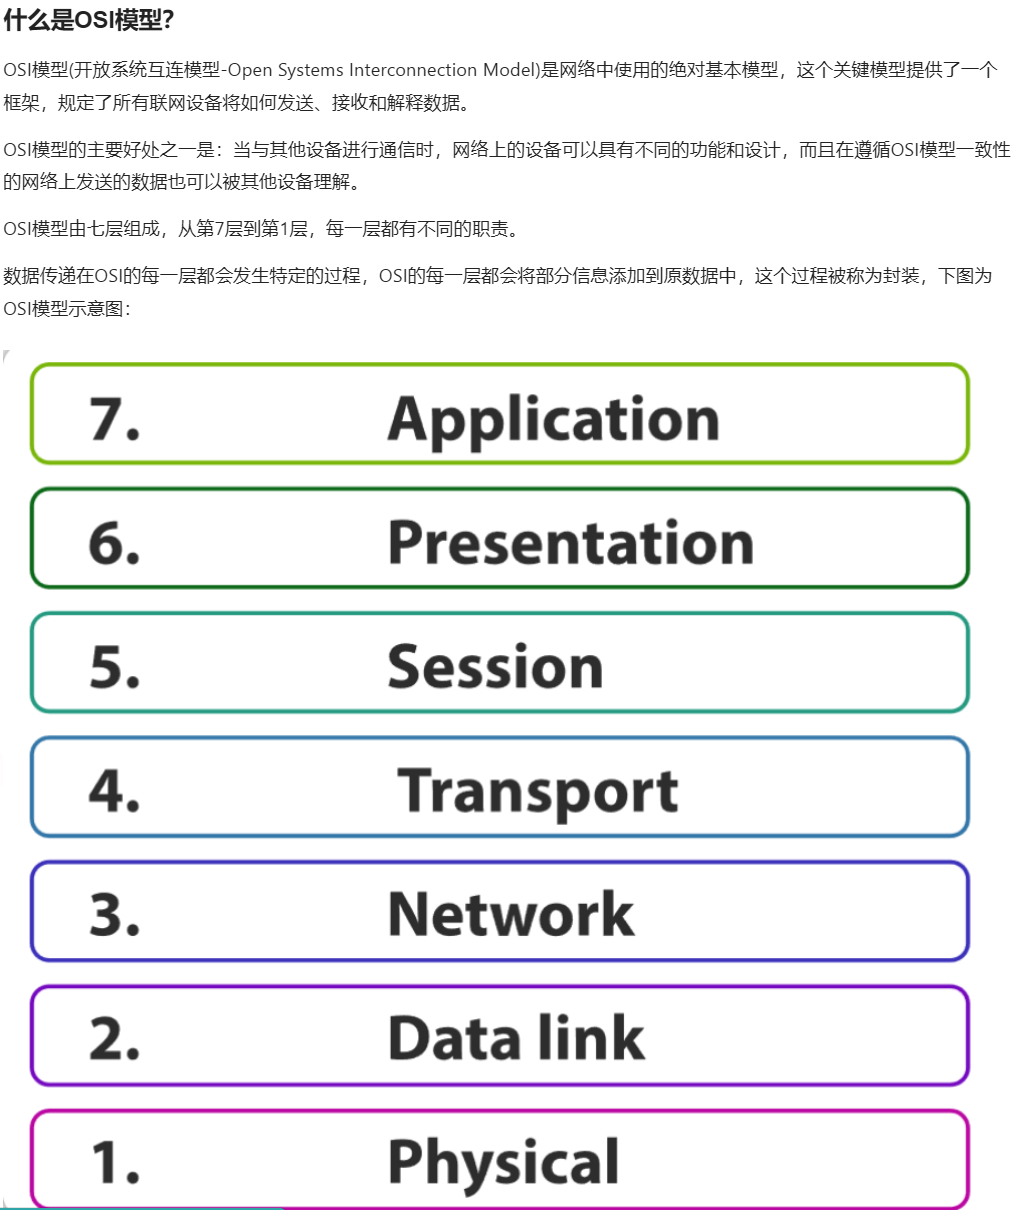 什么是OSI模型？
OSI模型(开放系统互连模型-Open Systems Interconnection Model)是网络中使用的绝对基本模型，这个关键模型提供了一个
框架，规定了所有联网设备将如何发送、接收和解释数据。
OSI模型的主要好处之一是：当与其他设备进行通信时，网络上的设备可以具有不同的功能和设计，而且在遵循OSI模型一致性
的网络上发送的数据也可以被其他设备理解。
OSI模型由七层组成，从第7层到第1层，每一层都有不同的职责。
数据传递在OSI的每一层都会发生特定的过程，OSI的每一层都会将部分信息添加到原数据中，这个过程被称为封装，下图为
OSI模型示意图：
7. Application
6. Presentation
5. Session
4. Transport
3. Network
2. Data link
1. Physical